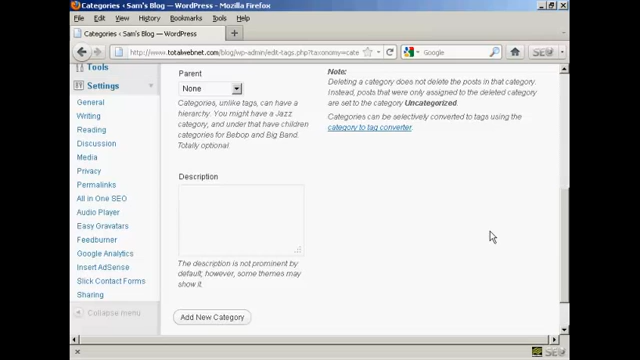 Categories ‹ Sam's Blog — WordPress - Mozilla Firefox
File Edit View History Bookmarks Tools Help
Categories ‹ Sam's Blog — WordPress
http://www.totalwebnet.com/blog/wp-admin/edit-tags.php?taxonomy=cate
Google
SEO
Tools
Settings
General
Writing
Reading
Discussion
Media
Privacy
Permalinks
All in One SEO
Audio Player
Easy Gravatars
Feedburner
Google Analytics
Insert AdSense
Slick Contact Forms
Sharing
Collapse menu
Parent
None
Categories, unlike tags, can have a
hierarchy. You might have a Jazz
category, and under that have children
categories for Bebop and Big Band.
Totally optional
Description
The description is not prominent by
default; however, some themes may
show it.
Add New Category
Note:
Deleting a category does not delete the posts in that category.
Instead, posts that were only assigned to the deleted category
are set to the category Uncategorized.
Categories can be selectively converted to tags using the
category to tag converter.
x
SEO